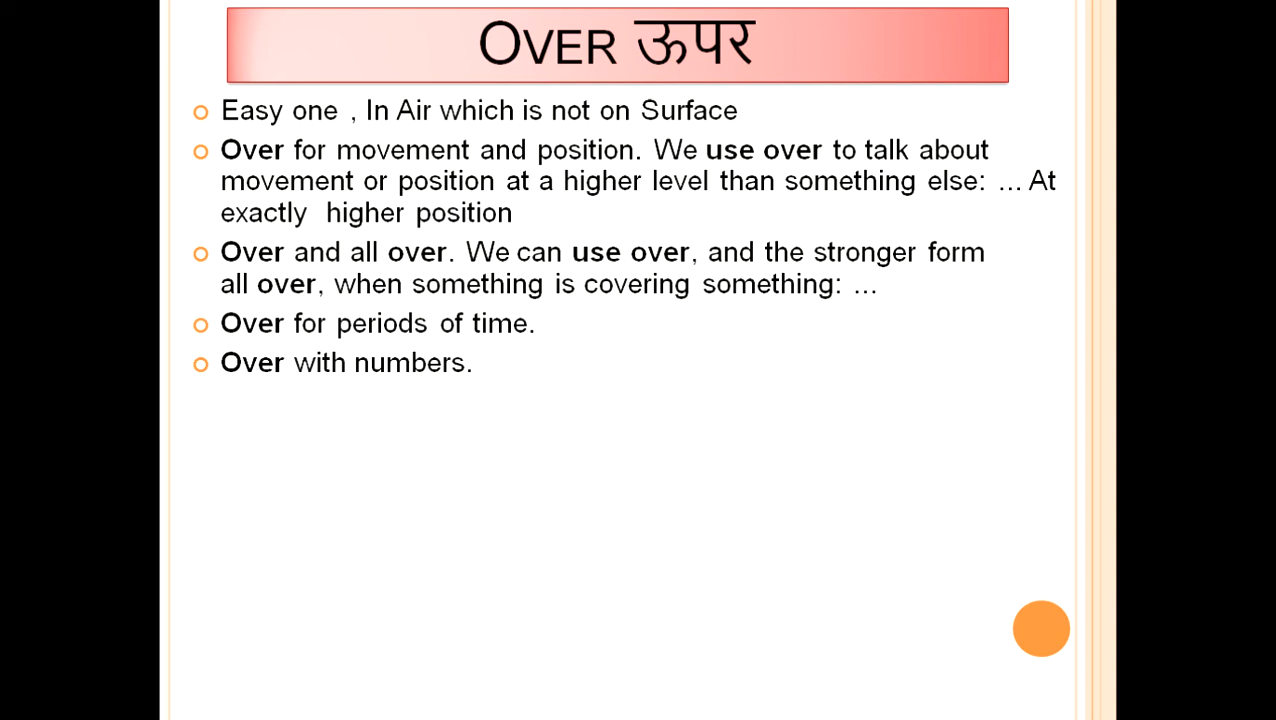 OVER ऊपर
Easy one , In Air which is not on Surface
Over for movement and position. We use over to talk about
movement or position at a higher level than something else: ... At
exactly higher position
Over and all over. We can use over, and the stronger form
all over, when something is covering something: ...
Over for periods of time.
Over with numbers.